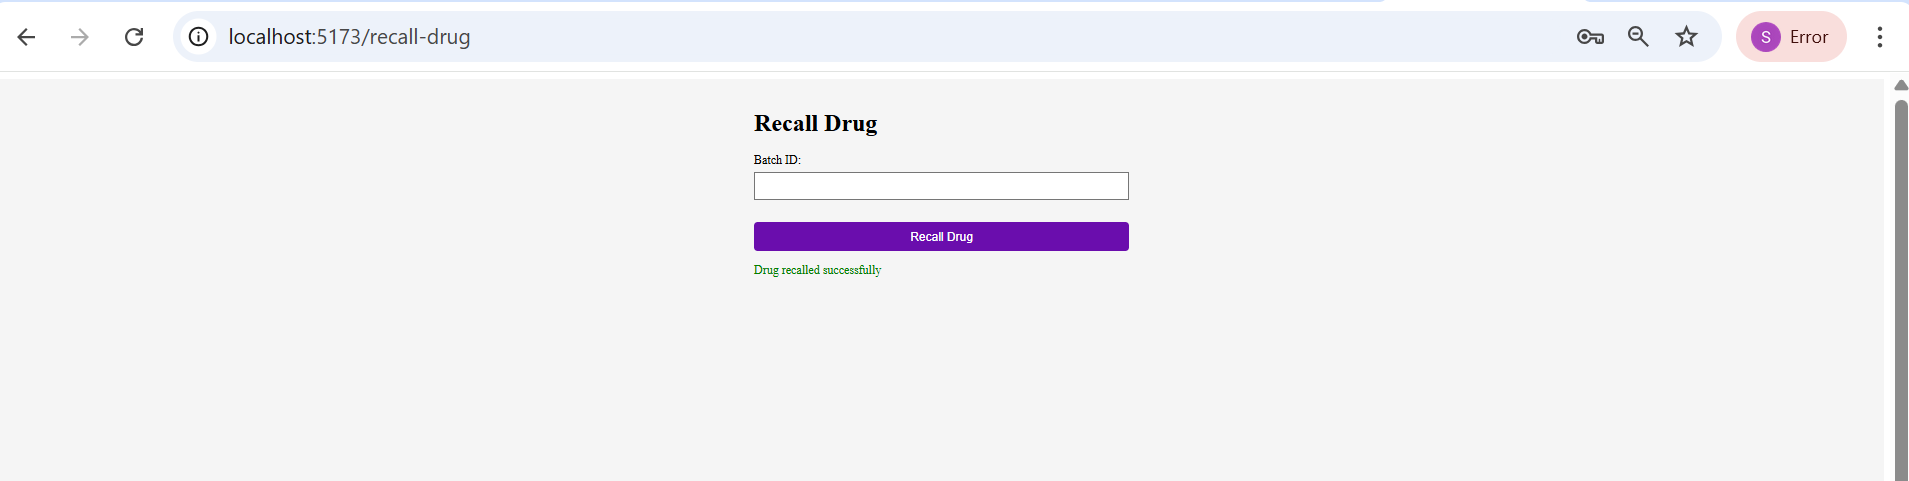 localhost:5173/recall-drug
S Error
Recall Drug
Batch ID:
Recall Drug
Drug recalled successfully